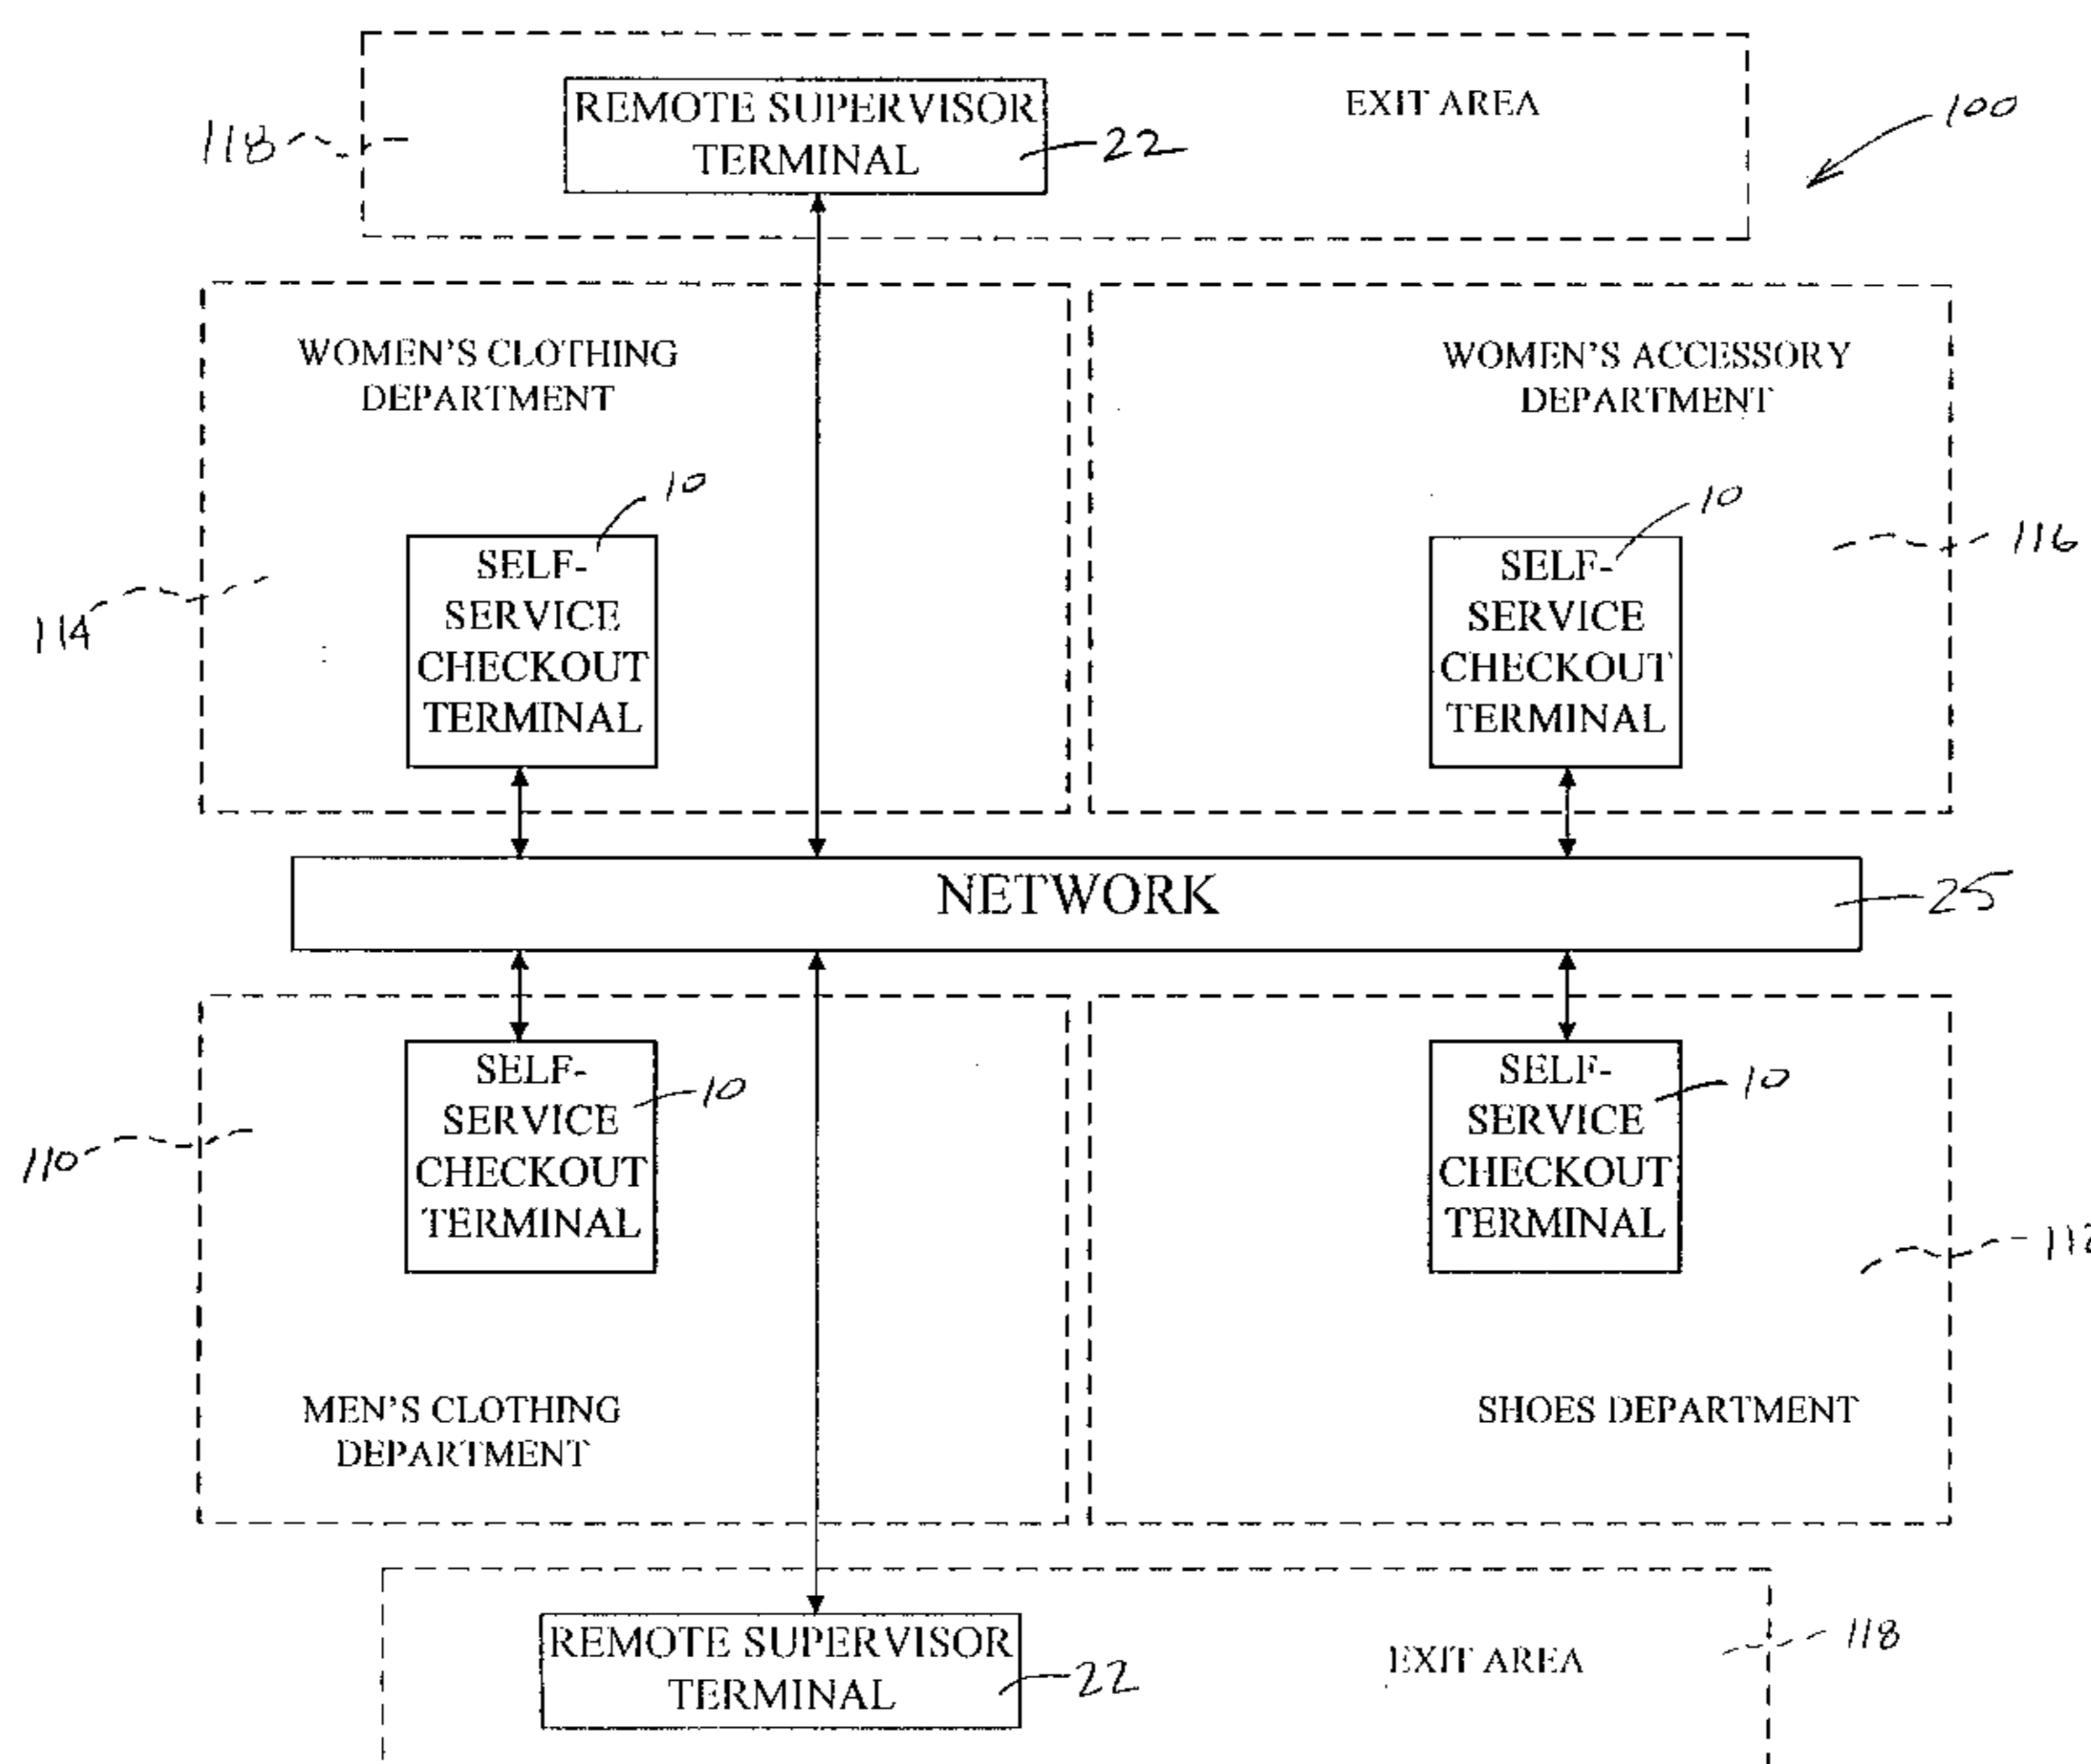 REMOTE SUPERVISOR
TERMINAL
22
EXIT AREA
100
118
WOMEN'S CLOTHING
DEPARTMENT
WOMEN'S ACCESSORY
DEPARTMENT
10
SELF-
SERVICE
CHECKOUT
TERMINAL
114
10
SELF-
SERVICE
CHECKOUT
TERMINAL
116
NETWORK
25
SELF-
SERVICE
CHECKOUT
TERMINAL
10
110
SELF-
SERVICE
CHECKOUT
TERMINAL
10
MEN'S CLOTHING
DEPARTMENT
SHOES DEPARTMENT
REMOTE SUPERVISOR
TERMINAL
22
EXIT AREA
118